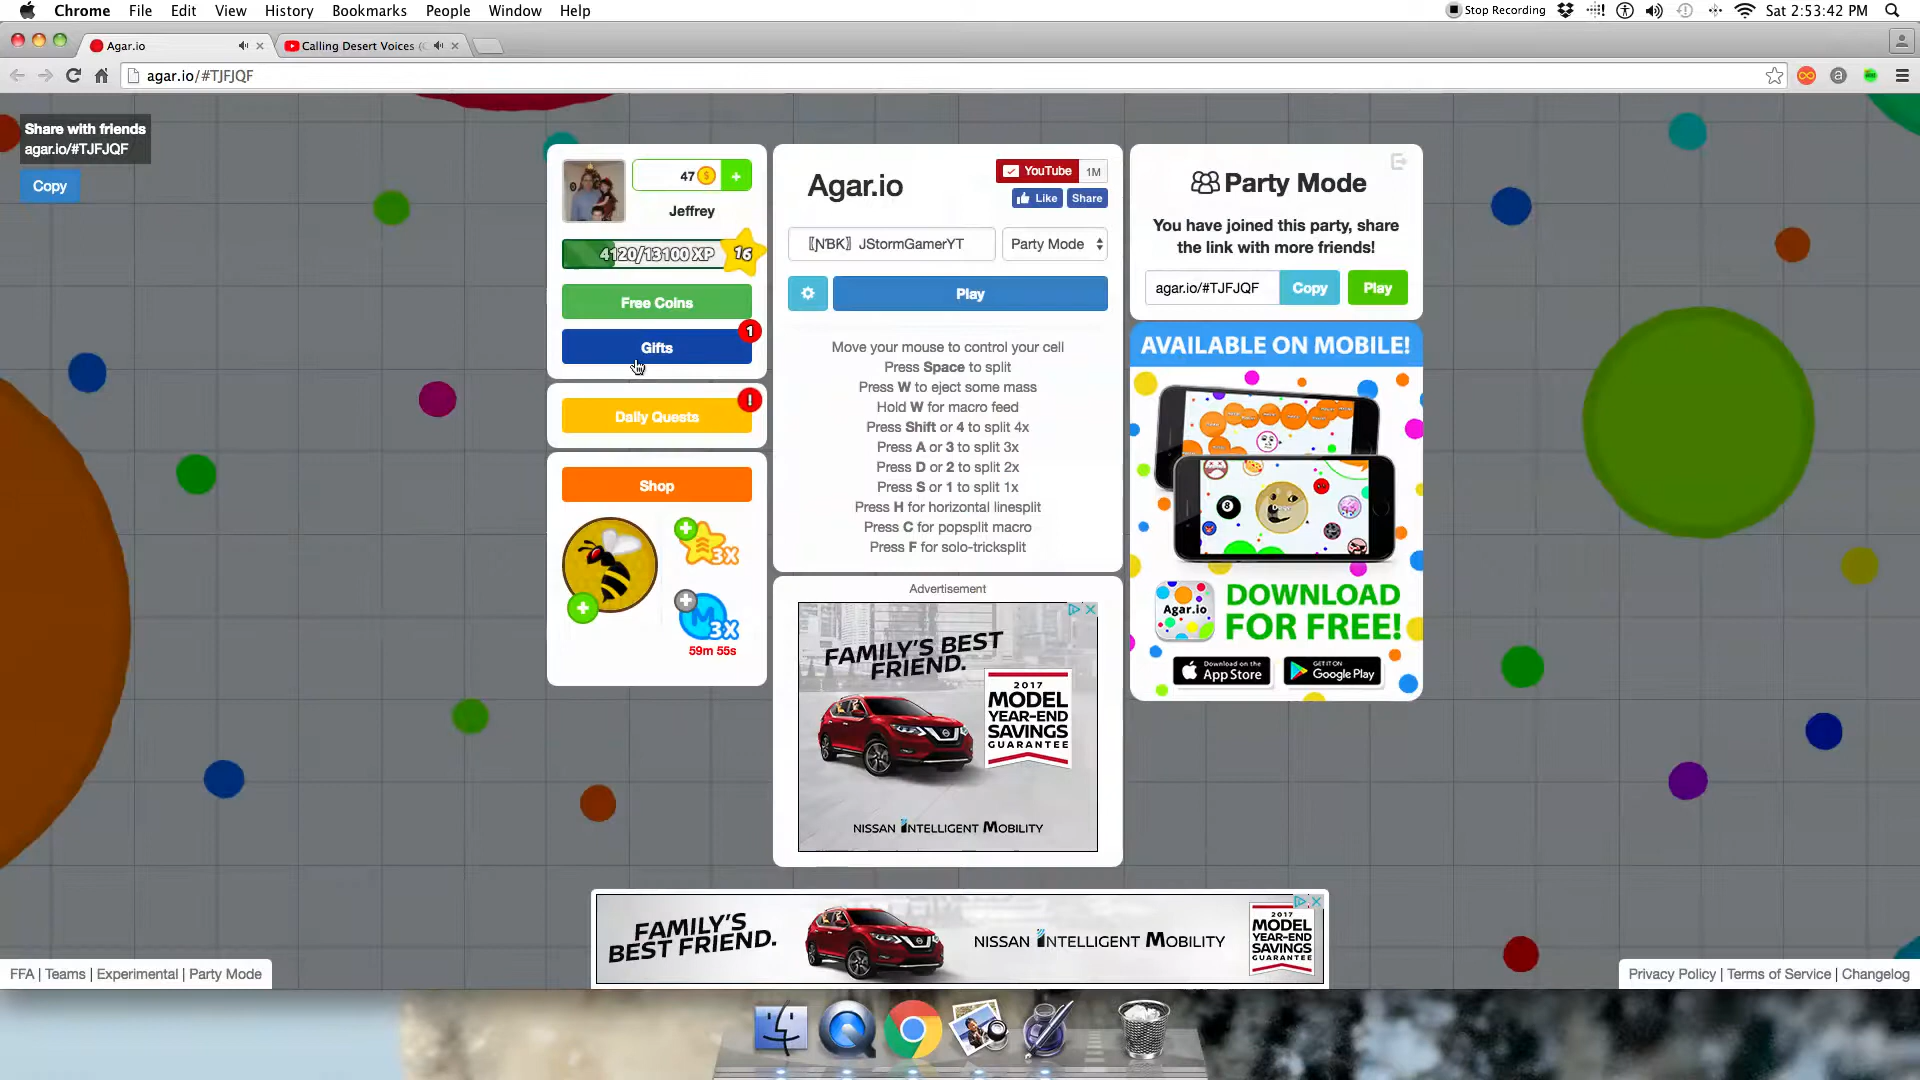 Chrome File Edit View History Bookmarks People Window Help
Stop Recording Sat 2:53:42 PM
Agar.io
Calling Desert Voices (
agar.io/#TJFJQF
Share with friends
agar.io/#TJFJQF
Copy
47
+
Jeffrey
4120/13100 XP
16
Free Coins
Gifts
1
Daily Quests
!
Shop
3X
M 3X
59m 55s
Agar.io
YouTube 1M
Like Share
〖ƝƁƘ〗JStormGamerYT
Party Mode
Play
Move your mouse to control your cell
Press Space to split
Press W to eject some mass
Hold W for macro feed
Press Shift or 4 to split 4x
Press A or 3 to split 3x
Press D or 2 to split 2x
Press S or 1 to split 1x
Press H for horizontal linesplit
Press C for popsplit macro
Press F for solo-tricksplit
Advertisement
FAMILY'S BEST
FRIEND.
2017
MODEL
YEAR-END
SAVINGS
GUARANTEE
NISSAN INTELLIGENT MOBILITY
Party Mode
You have joined this party, share
the link with more friends!
agar.io/#TJFJQF
Copy
Play
AVAILABLE ON MOBILE!
8
Agar.io
DOWNLOAD
FOR FREE!
Download on the
App Store
GET IT ON
Google Play
FAMILY'S
BEST FRIEND.
NISSAN INTELLIGENT MOBILITY
2017
MODEL
YEAR-END
SAVINGS
GUARANTEE
FFA | Teams | Experimental | Party Mode
Privacy Policy | Terms of Service | Changelog